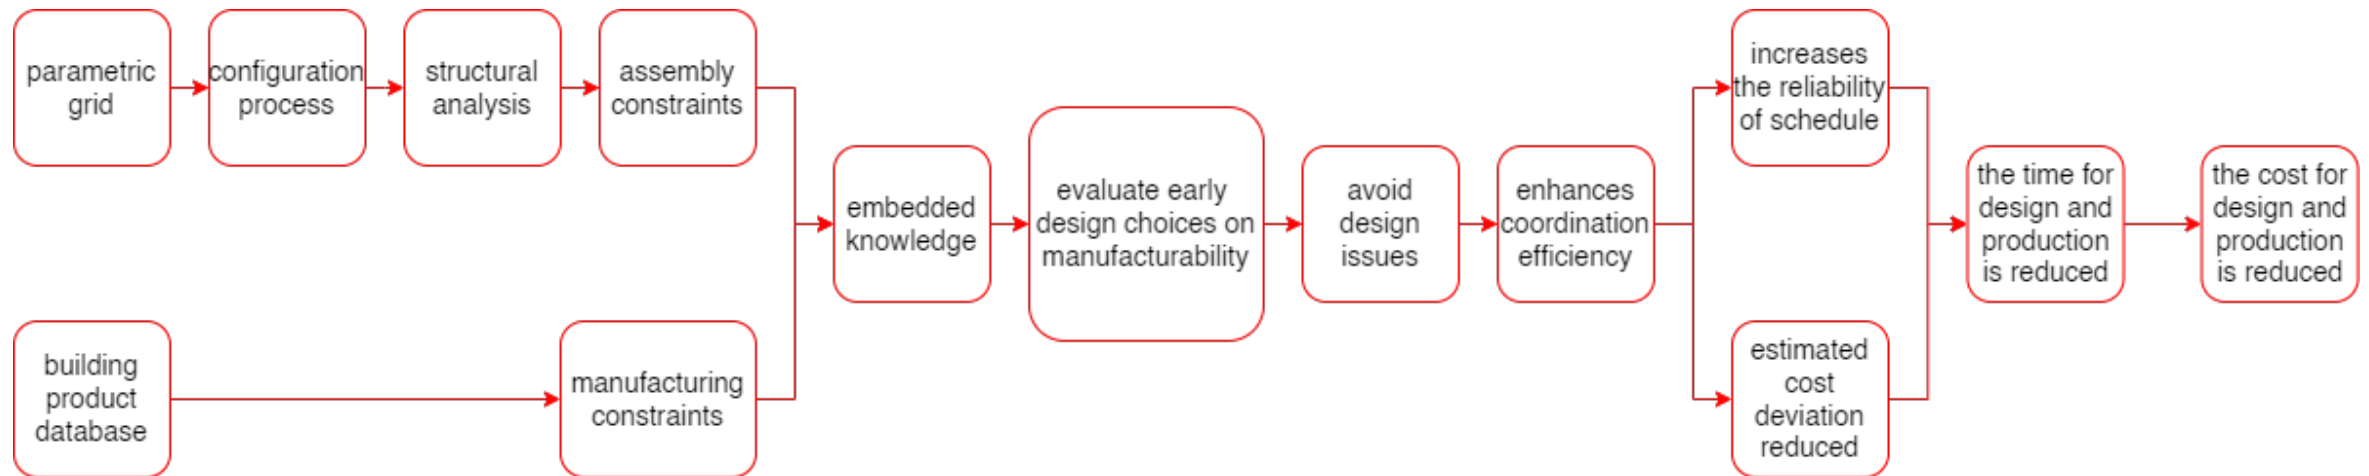 parametric
grid
configuration
process
structural
analysis
assembly
constraints
building
product
database
manufacturing
constraints
embedded
knowledge
evaluate early
design choices on
manufacturability
avoid
design
issues
enhances
coordination
efficiency
increases
the reliability
of schedule
estimated
cost
deviation
reduced
the time for
design and
production
is reduced
the cost for
design and
production
is reduced